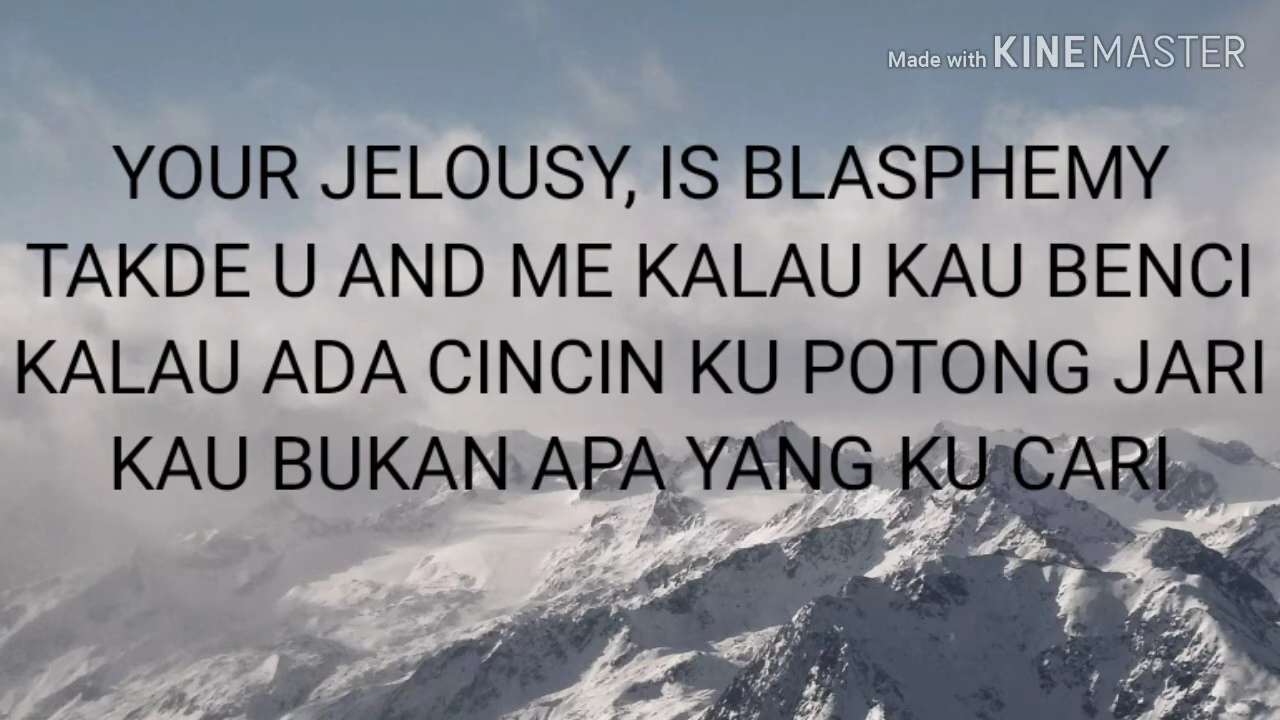 Made with KINEMASTER
YOUR JELOUSY, IS BLASPHEMY
TAKDE U AND ME KALAU KAU BENCI
KALAU ADA CINCIN KU POTONG JARI
KAU BUKAN APA YANG KU CARI